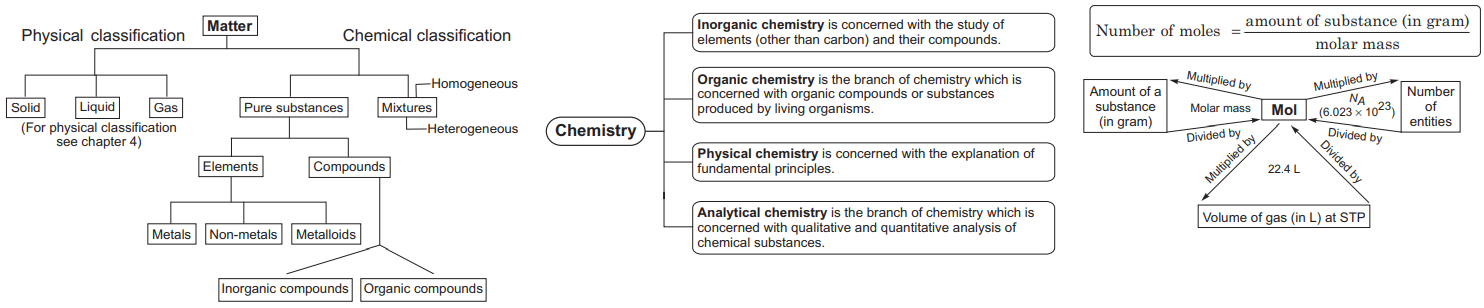 Matter
Physical classification
Chemical classification
Solid
Liquid
Gas
(For physical classification
see chapter 4)
Pure substances
Mixtures
Homogeneous
Heterogeneous
Elements
Compounds
Metals
Non-metals
Metalloids
Inorganic compounds
Organic compounds
Chemistry
Inorganic chemistry is concerned with the study of
elements (other than carbon) and their compounds.
Organic chemistry is the branch of chemistry which is
concerned with organic compounds or substances
produced by living organisms.
Physical chemistry is concerned with the explanation of
fundamental principles.
Analytical chemistry is the branch of chemistry which is
concerned with qualitative and quantitative analysis of
chemical substances.
Number of moles = amount of substance (in gram)
molar mass
Amount of a
substance
(in gram)
Multiplied by
Molar mass
Divided by
Mol
Multiplied by
NA
(6.023 × 10^23)
Divided by
Number
of
entities
Multiplied by
22.4 L
Divided by
Volume of gas (in L) at STP